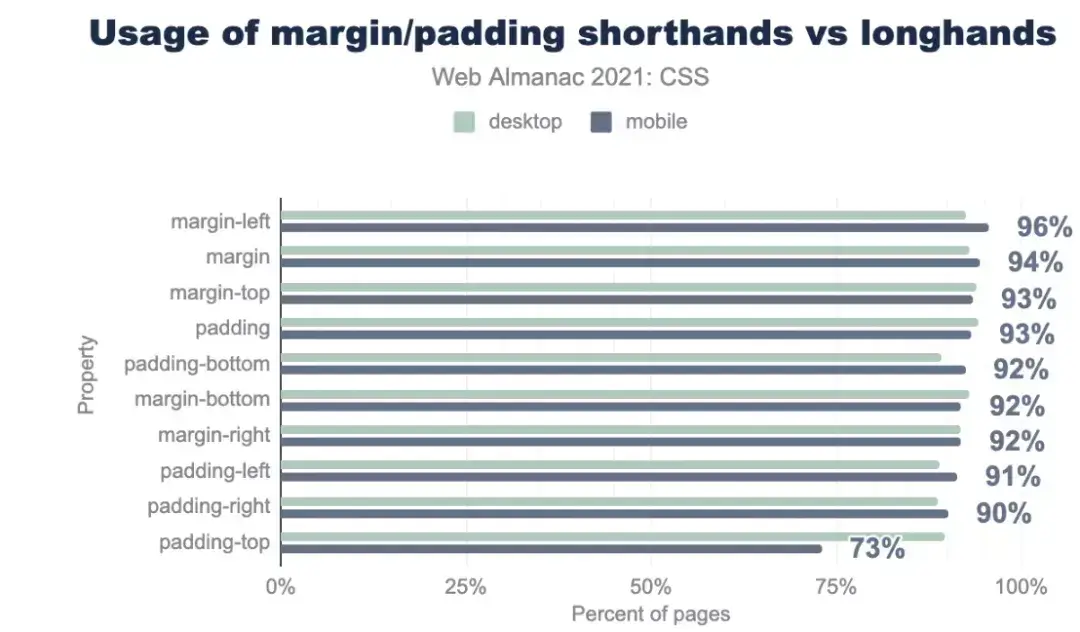 Usage of margin/padding shorthands vs longhands
Web Almanac 2021: CSS
desktop mobile
Property
margin-left 96%
margin 94%
margin-top 93%
padding 93%
padding-bottom 92%
margin-bottom 92%
margin-right 92%
padding-left 91%
padding-right 90%
padding-top 73%
0% 25% 50% 75% 100%
Percent of pages